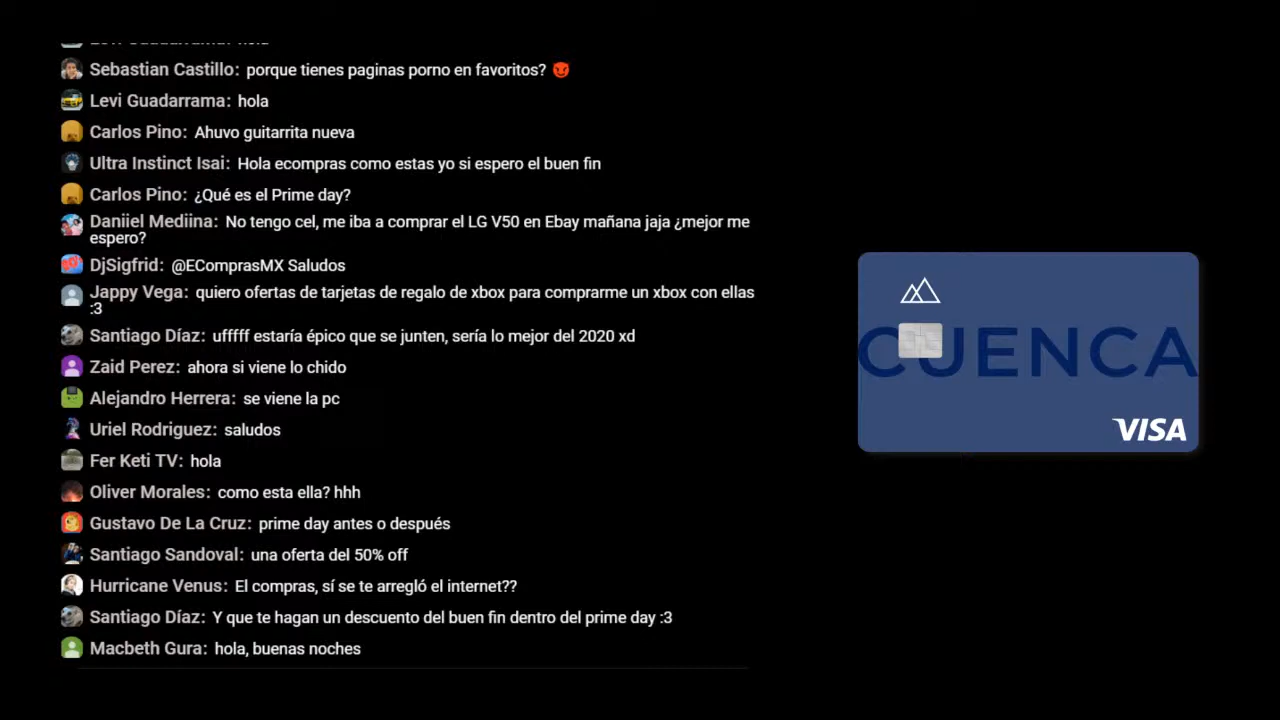 Sebastian Castillo: porque tienes paginas porno en favoritos? 😈
Levi Guadarrama: hola
Carlos Pino: Ahuvo guitarrita nueva
Ultra Instinct Isai: Hola ecompras como estas yo si espero el buen fin
Carlos Pino: ¿Qué es el Prime day?
Daniiel Mediina: No tengo cel, me iba a comprar el LG V50 en Ebay mañana jaja ¿mejor me
espero?
DjSigfrid: @EComprasMX Saludos
Jappy Vega: quiero ofertas de tarjetas de regalo de xbox para comprarme un xbox con ellas
:3
Santiago Díaz: ufffff estaría épico que se junten, sería lo mejor del 2020 xd
Zaid Perez: ahora si viene lo chido
Alejandro Herrera: se viene la pc
Uriel Rodriguez: saludos
Fer Keti TV: hola
Oliver Morales: como esta ella? hhh
Gustavo De La Cruz: prime day antes o después
Santiago Sandoval: una oferta del 50% off
Hurricane Venus: El compras, sí se te arregló el internet??
Santiago Díaz: Y que te hagan un descuento del buen fin dentro del prime day :3
Macbeth Gura: hola, buenas noches
CUENCA
VISA